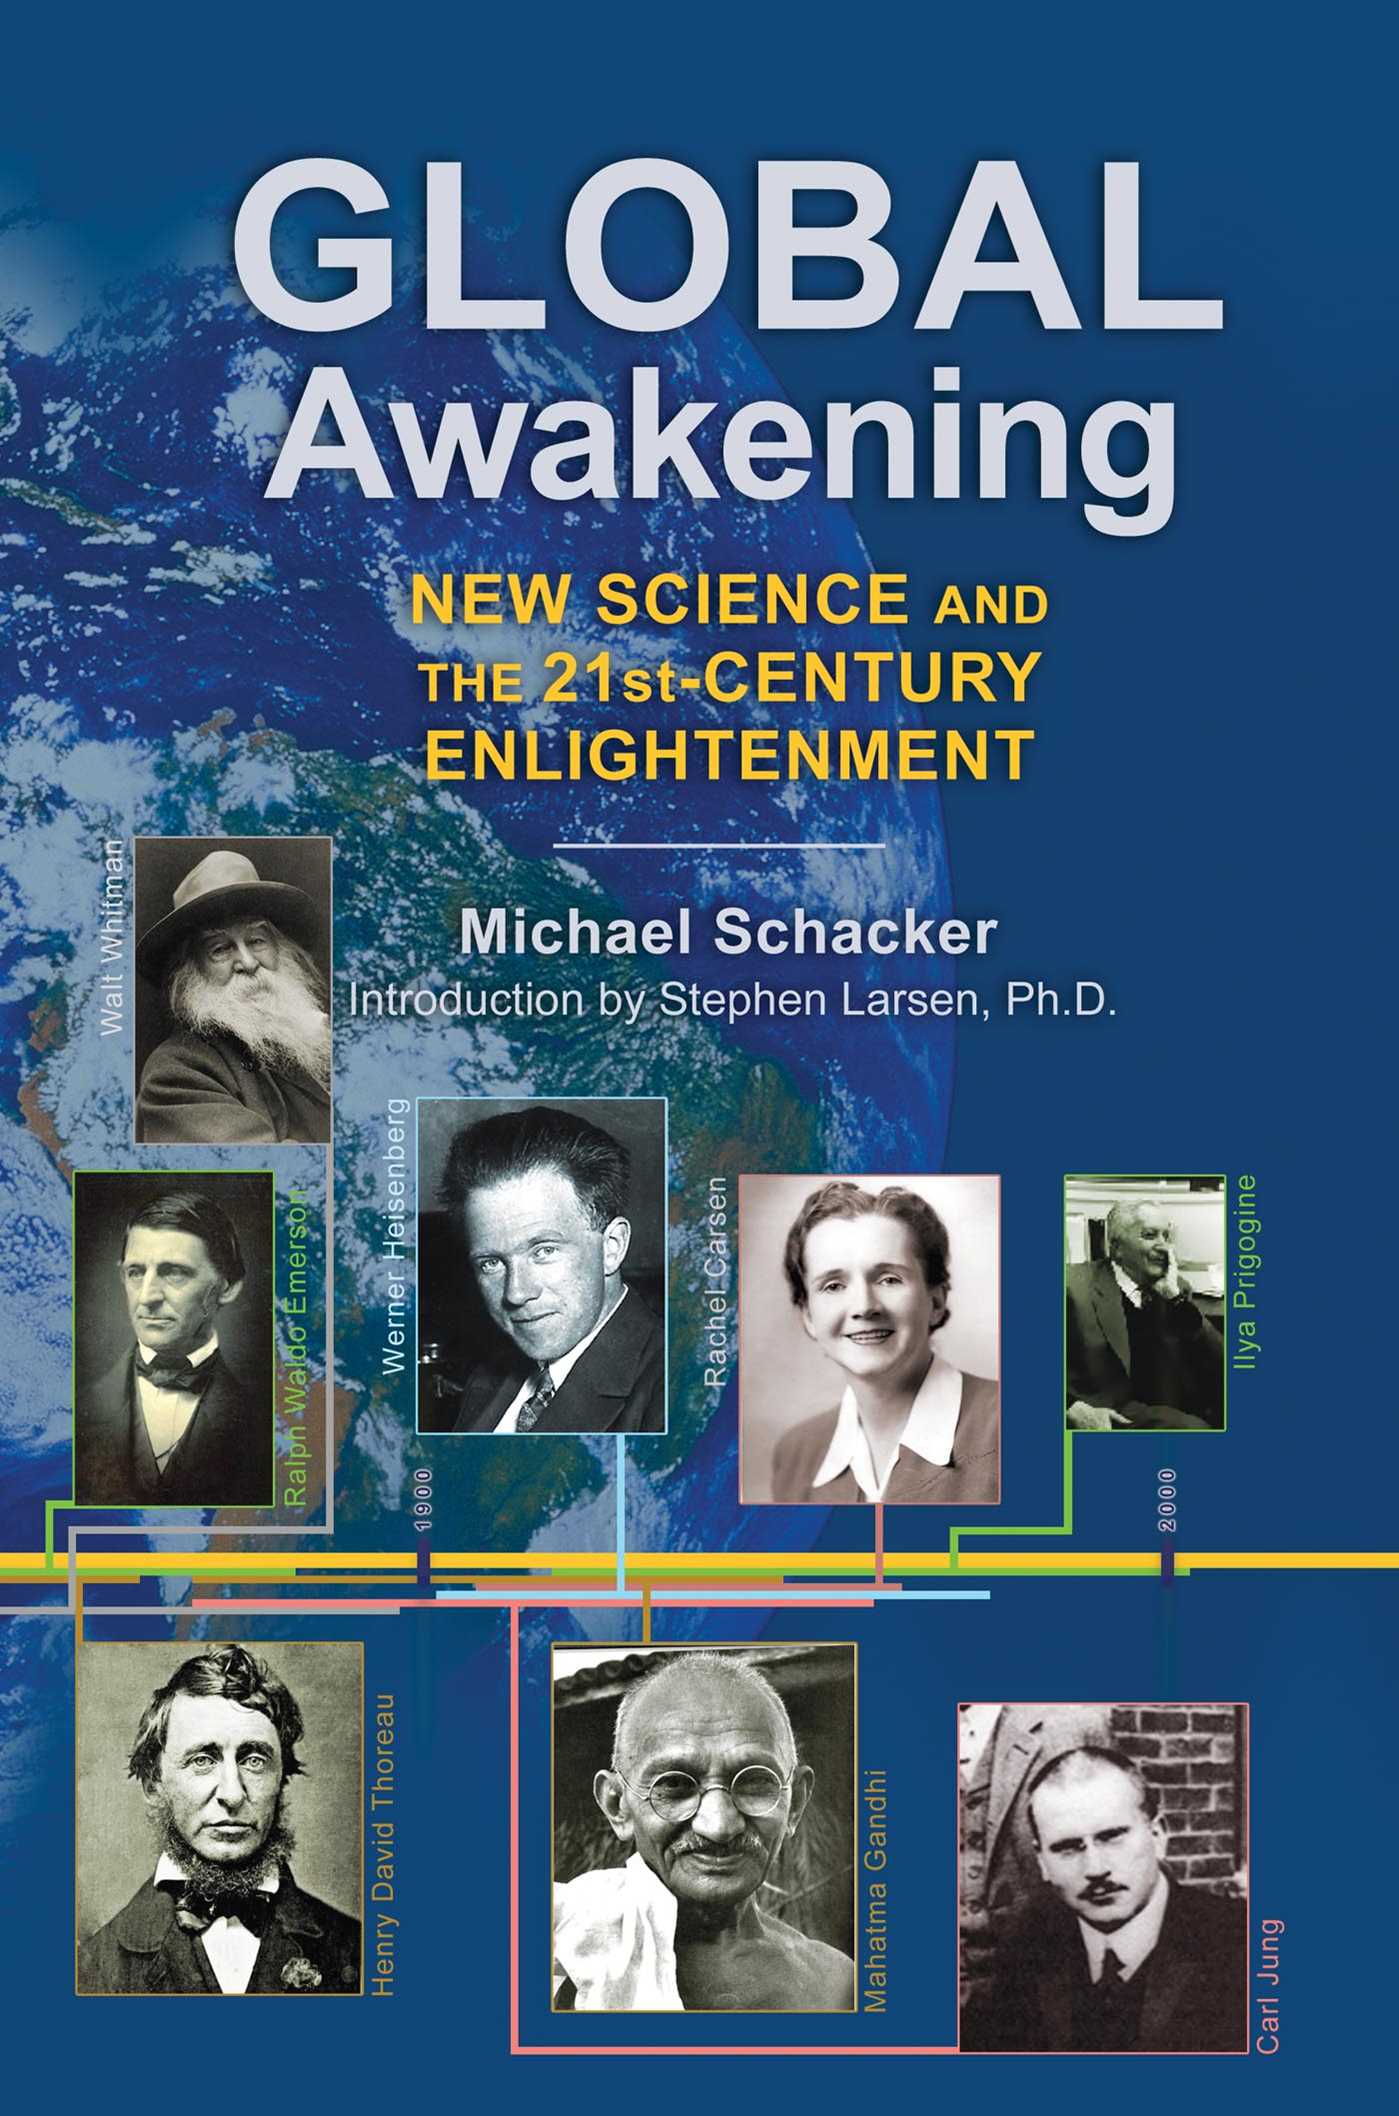 GLOBAL
Awakening
NEW SCIENCE AND
THE 21st-CENTURY
ENLIGHTENMENT
Michael Schacker
Introduction by Stephen Larsen, Ph.D.
Walt Whitman
Ralph Waldo Emerson
Werner Heisenberg
Rachel Carsen
Ilya Prigogine
1900
2000
Henry David Thoreau
Mahatma Gandhi
Carl Jung